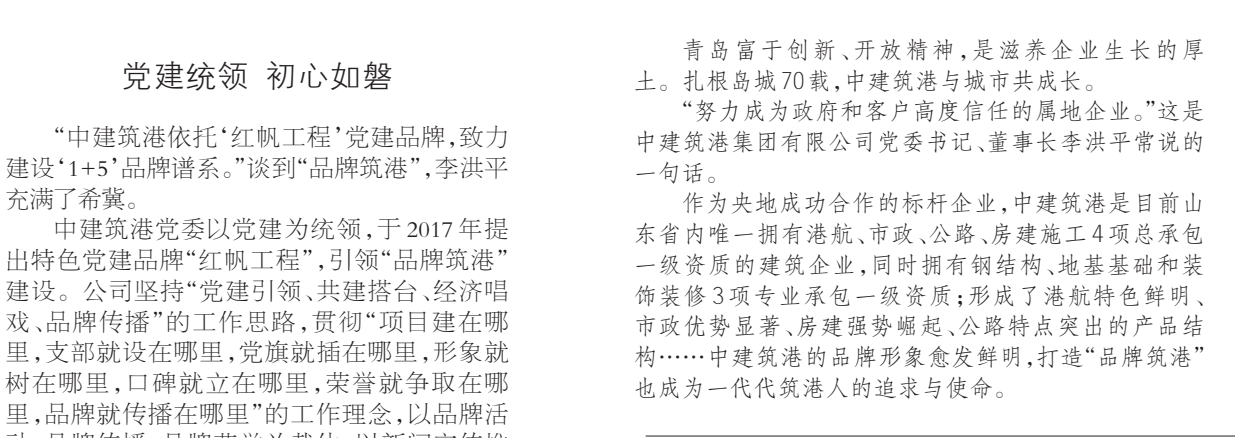 党建统领 初心如磐
“中建筑港依托‘红帆工程’党建品牌,致力
建设‘1+5’品牌谱系。”谈到“品牌筑港”,李洪平
充满了希冀。
中建筑港党委以党建为统领,于2017年提
出特色党建品牌“红帆工程”,引领“品牌筑港”
建设。公司坚持“党建引领、共建搭台、经济唱
戏、品牌传播”的工作思路,贯彻“项目建在哪
里,支部就设在哪里,党旗就插在哪里,形象就
树在哪里,口碑就立在哪里,荣誉就争取在哪
里,品牌就传播在哪里”的工作理念,以品牌活
青岛富于创新、开放精神,是滋养企业生长的厚
土。扎根岛城70载,中建筑港与城市共成长。
“努力成为政府和客户高度信任的属地企业。”这是
中建筑港集团有限公司党委书记、董事长李洪平常说的
一句话。
作为央地成功合作的标杆企业,中建筑港是目前山
东省内唯一拥有港航、市政、公路、房建施工4项总承包
一级资质的建筑企业,同时拥有钢结构、地基基础和装
饰装修3项专业承包一级资质;形成了港航特色鲜明、
市政优势显著、房建强势崛起、公路特点突出的产品结
构……中建筑港的品牌形象愈发鲜明,打造“品牌筑港”
也成为一代代筑港人的追求与使命。